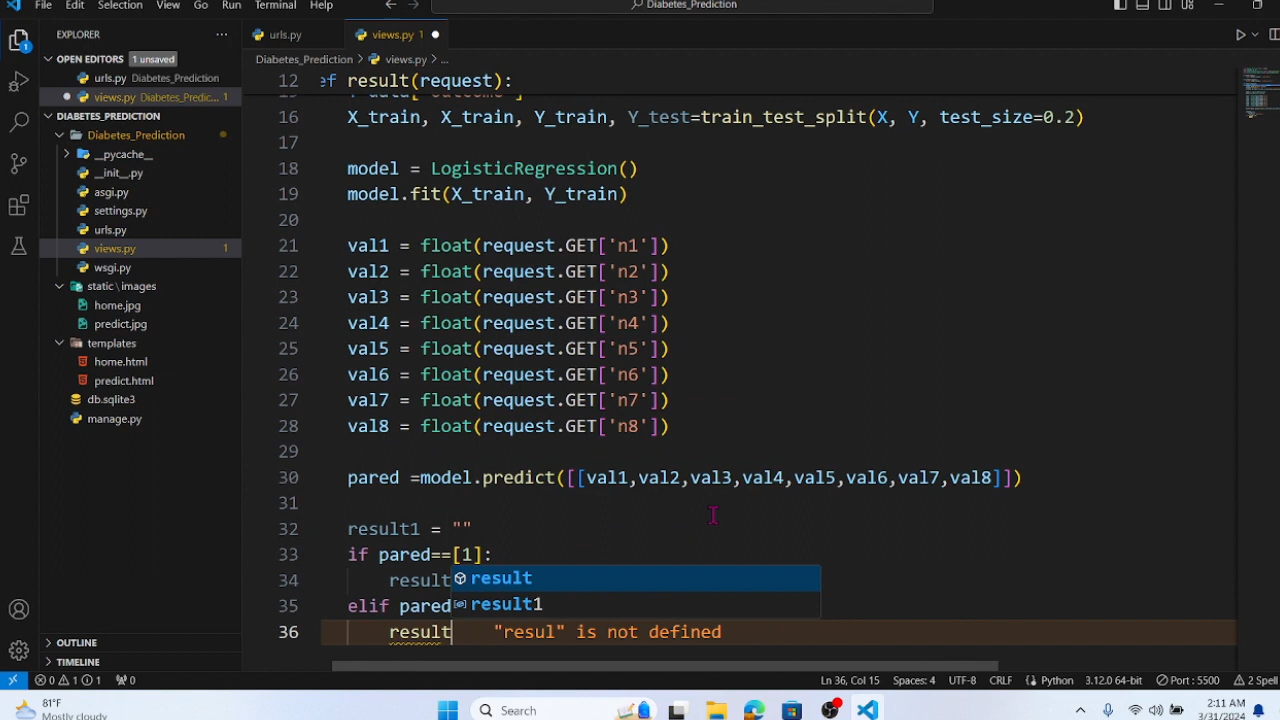 File Edit Selection View Go Run Terminal Help
Diabetes_Prediction
EXPLORER
OPEN EDITORS 1 unsaved
urls.py Diabetes_Prediction
views.py Diabetes_Predic... 1
DIABETES_PREDICTION
Diabetes_Prediction
__pycache__
__init__.py
asgi.py
settings.py
urls.py
views.py 1
wsgi.py
static\images
home.jpg
predict.jpg
templates
home.html
predict.html
db.sqlite3
manage.py
OUTLINE
TIMELINE
urls.py
views.py 1
Diabetes_Prediction > views.py > ...
12 ef result(request):
16 X_train, X_train, Y_train, Y_test=train_test_split(X, Y, test_size=0.2)
17
18 model = LogisticRegression()
19 model.fit(X_train, Y_train)
20
21 val1 = float(request.GET['n1'])
22 val2 = float(request.GET['n2'])
23 val3 = float(request.GET['n3'])
24 val4 = float(request.GET['n4'])
25 val5 = float(request.GET['n5'])
26 val6 = float(request.GET['n6'])
27 val7 = float(request.GET['n7'])
28 val8 = float(request.GET['n8'])
29
30 pared =model.predict([[val1,val2,val3,val4,val5,val6,val7,val8]])
31
32 result1 = ""
33 if pared==[1]:
34 result
result
35 elif pared
result1
36 result "resul" is not defined
0 1 1 0
Ln 36, Col 15 Spaces: 4 UTF-8 CRLF Python 3.12.0 64-bit Port : 5500 2 Spell
81°F
Mostly cloudy
Search
2:11 AM
3/31/2024